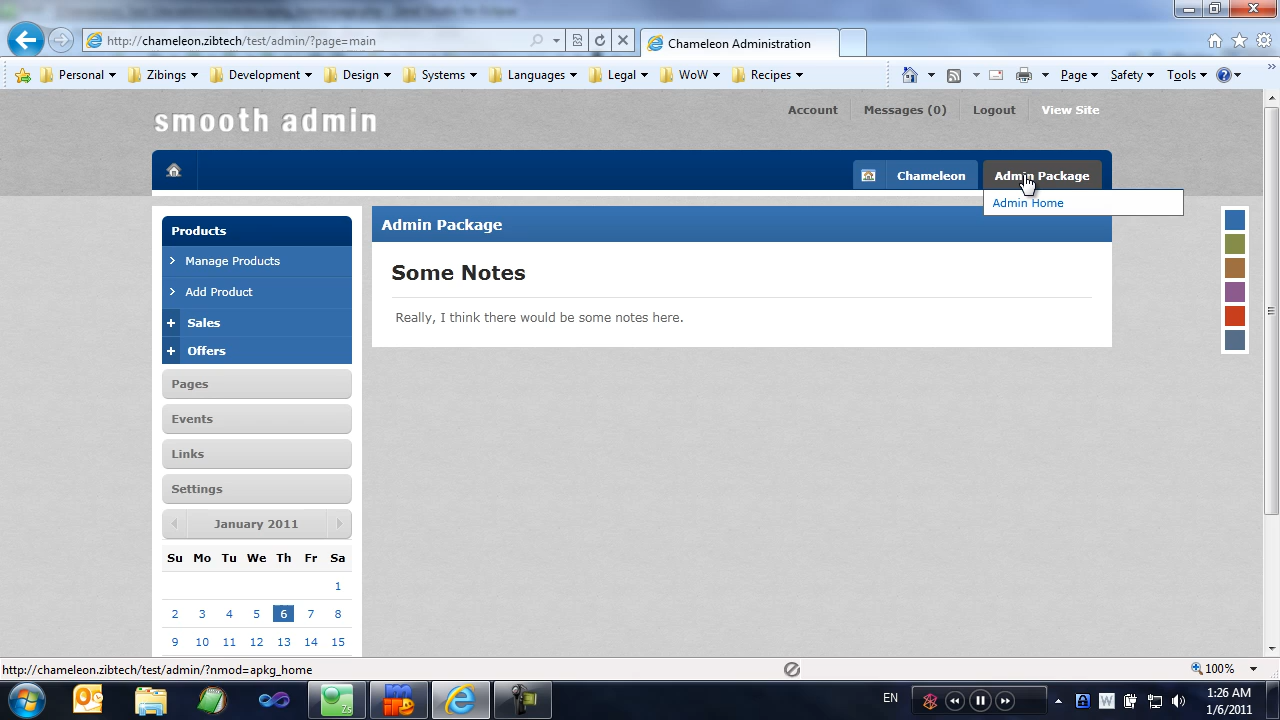 http://chameleon.zibtech/test/admin/?page=main
Chameleon Administration
Personal Zibings Development Design Systems Languages Legal WoW Recipes Page Safety Tools
smooth admin
Account Messages (0) Logout View Site
Chameleon Admin Package
Admin Home
Products
Manage Products
Add Product
Sales
Offers
Pages
Events
Links
Settings
January 2011
Su Mo Tu We Th Fr Sa
1
2 3 4 5 6 7 8
9 10 11 12 13 14 15
Admin Package
Some Notes
Really, I think there would be some notes here.
http://chameleon.zibtech/test/admin/?nmod=apkg_home
100%
EN
1:26 AM
1/6/2011